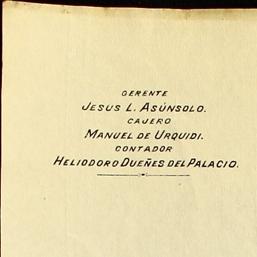 GERENTE
JESUS L. ASÚNSOLO.
CAJERO
MANUEL DE URQUIDI.
CONTADOR
HELIODORO DUEÑES DEL PALACIO.